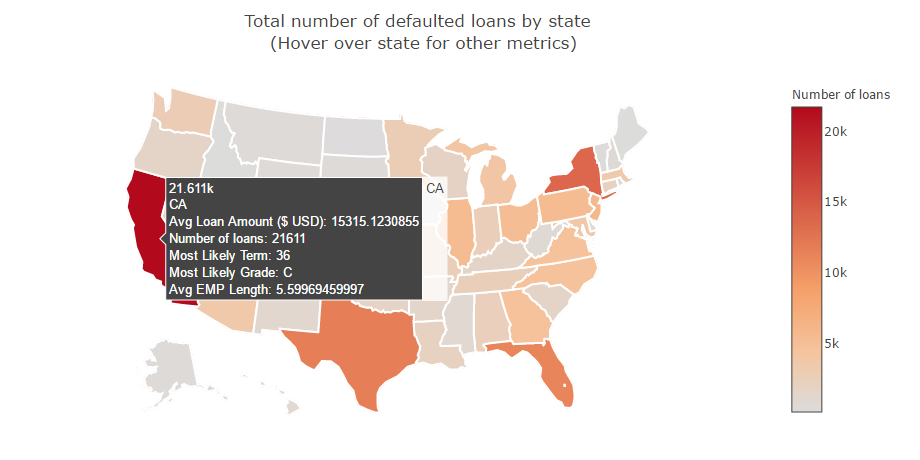 Total number of defaulted loans by state
(Hover over state for other metrics)
Number of loans
20k
15k
10k
5k
21.611k
CA
CA
Avg Loan Amount ($ USD): 15315.1230855
Number of loans: 21611
Most Likely Term: 36
Most Likely Grade: C
Avg EMP Length: 5.59969459997